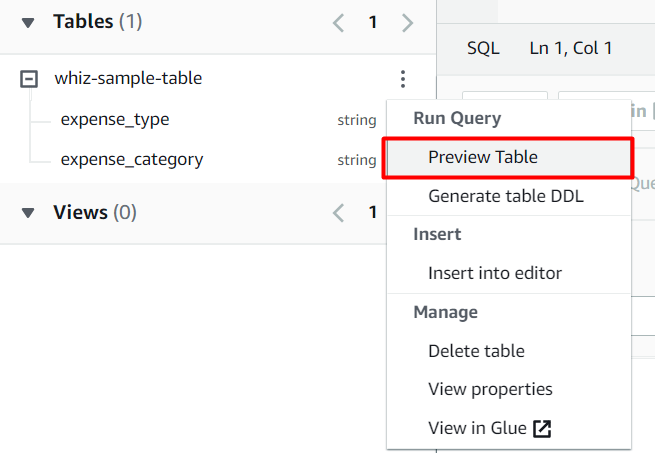 Tables (1) 1
SQL Ln 1, Col 1
whiz-sample-table
expense_type string
expense_category string
Views (0) 1
Run Query
Preview Table
Generate table DDL
Insert
Insert into editor
Manage
Delete table
View properties
View in Glue